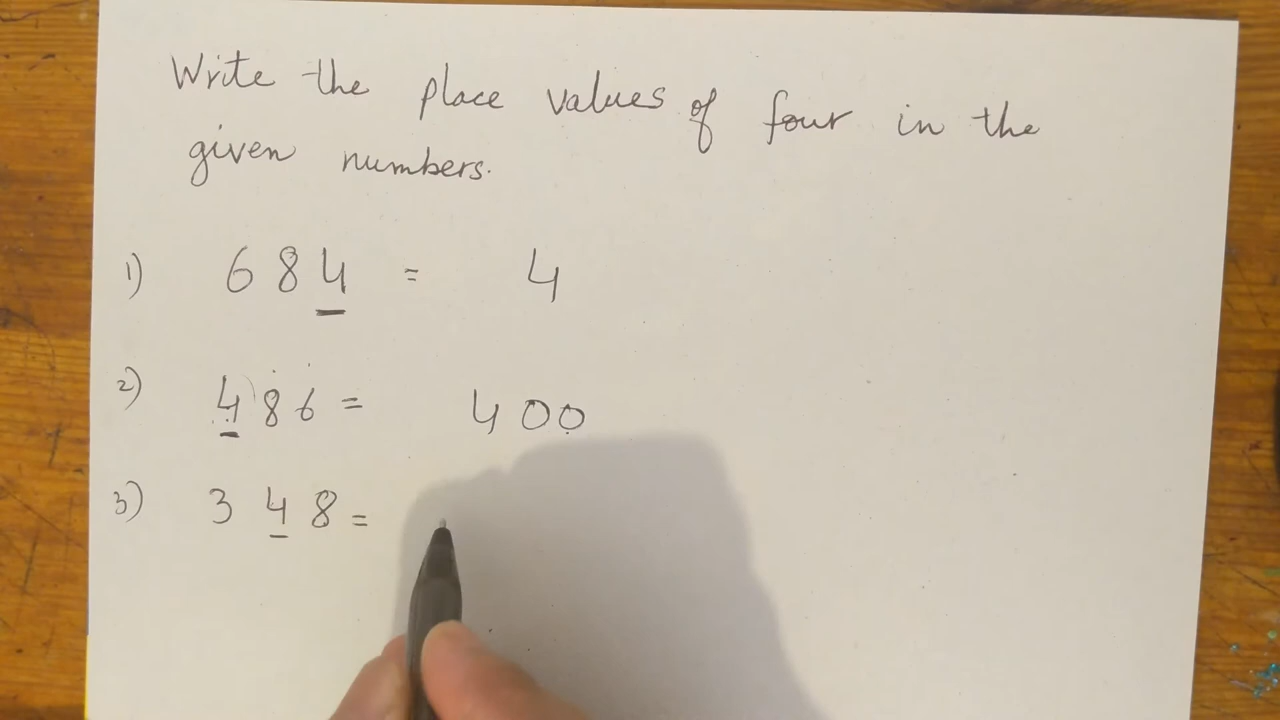 Write the place values of four in the
given numbers.
1) 684 = 4
2) 486 = 400
3) 348 =